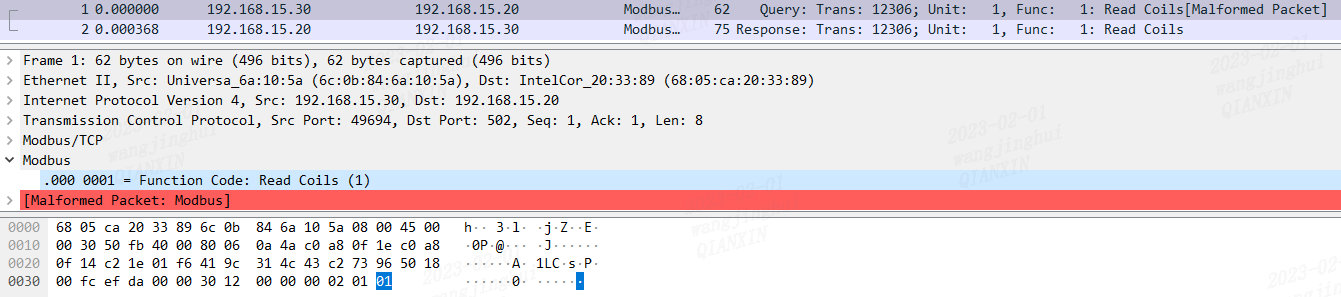 1 0.000000 192.168.15.30 192.168.15.20 Modbus… 62 Query: Trans: 12306; Unit: 1, Func: 1: Read Coils[Malformed Packet]
2 0.000368 192.168.15.20 192.168.15.30 Modbus… 75 Response: Trans: 12306; Unit: 1, Func: 1: Read Coils
Frame 1: 62 bytes on wire (496 bits), 62 bytes captured (496 bits)
Ethernet II, Src: Universa_6a:10:5a (6c:0b:84:6a:10:5a), Dst: IntelCor_20:33:89 (68:05:ca:20:33:89)
Internet Protocol Version 4, Src: 192.168.15.30, Dst: 192.168.15.20
Transmission Control Protocol, Src Port: 49694, Dst Port: 502, Seq: 1, Ack: 1, Len: 8
Modbus/TCP
Modbus
.000 0001 = Function Code: Read Coils (1)
[Malformed Packet: Modbus]
0000 68 05 ca 20 33 89 6c 0b 84 6a 10 5a 08 00 45 00 h·· 3·l· ·j·Z··E·
0010 00 30 50 fb 40 00 80 06 0a 4a c0 a8 0f 1e c0 a8 ·0P·@··· ·J······
0020 0f 14 c2 1e 01 f6 41 9c 31 4c 43 c2 73 96 50 18 ······A· 1LC·s·P·
0030 00 fc ef da 00 00 30 12 00 00 00 02 01 01 ······0· ······
2023-02-01
wangjinghui
QIANXIN